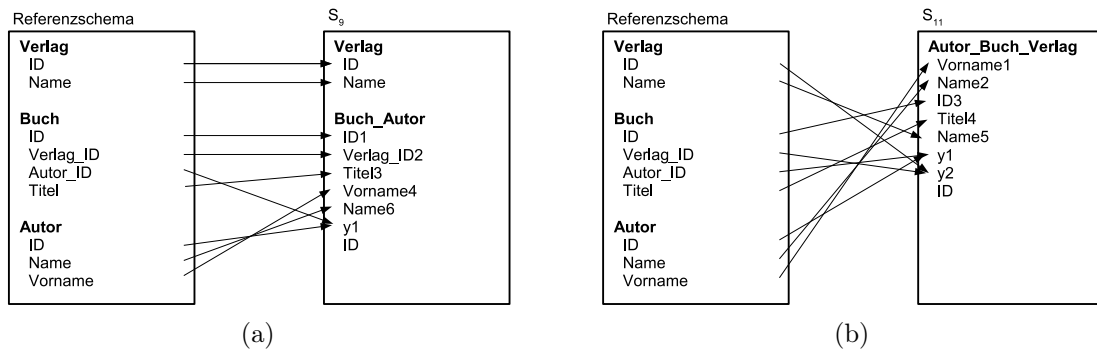 Referenzschema
Verlag
ID
Name
Buch
ID
Verlag_ID
Autor_ID
Titel
Autor
ID
Name
Vorname
S9
Verlag
ID
Name
Buch_Autor
ID1
Verlag_ID2
Titel3
Vorname4
Name6
y1
ID
(a)
Referenzschema
Verlag
ID
Name
Buch
ID
Verlag_ID
Autor_ID
Titel
Autor
ID
Name
Vorname
S11
Autor_Buch_Verlag
Vorname1
Name2
ID3
Titel4
Name5
y1
y2
ID
(b)